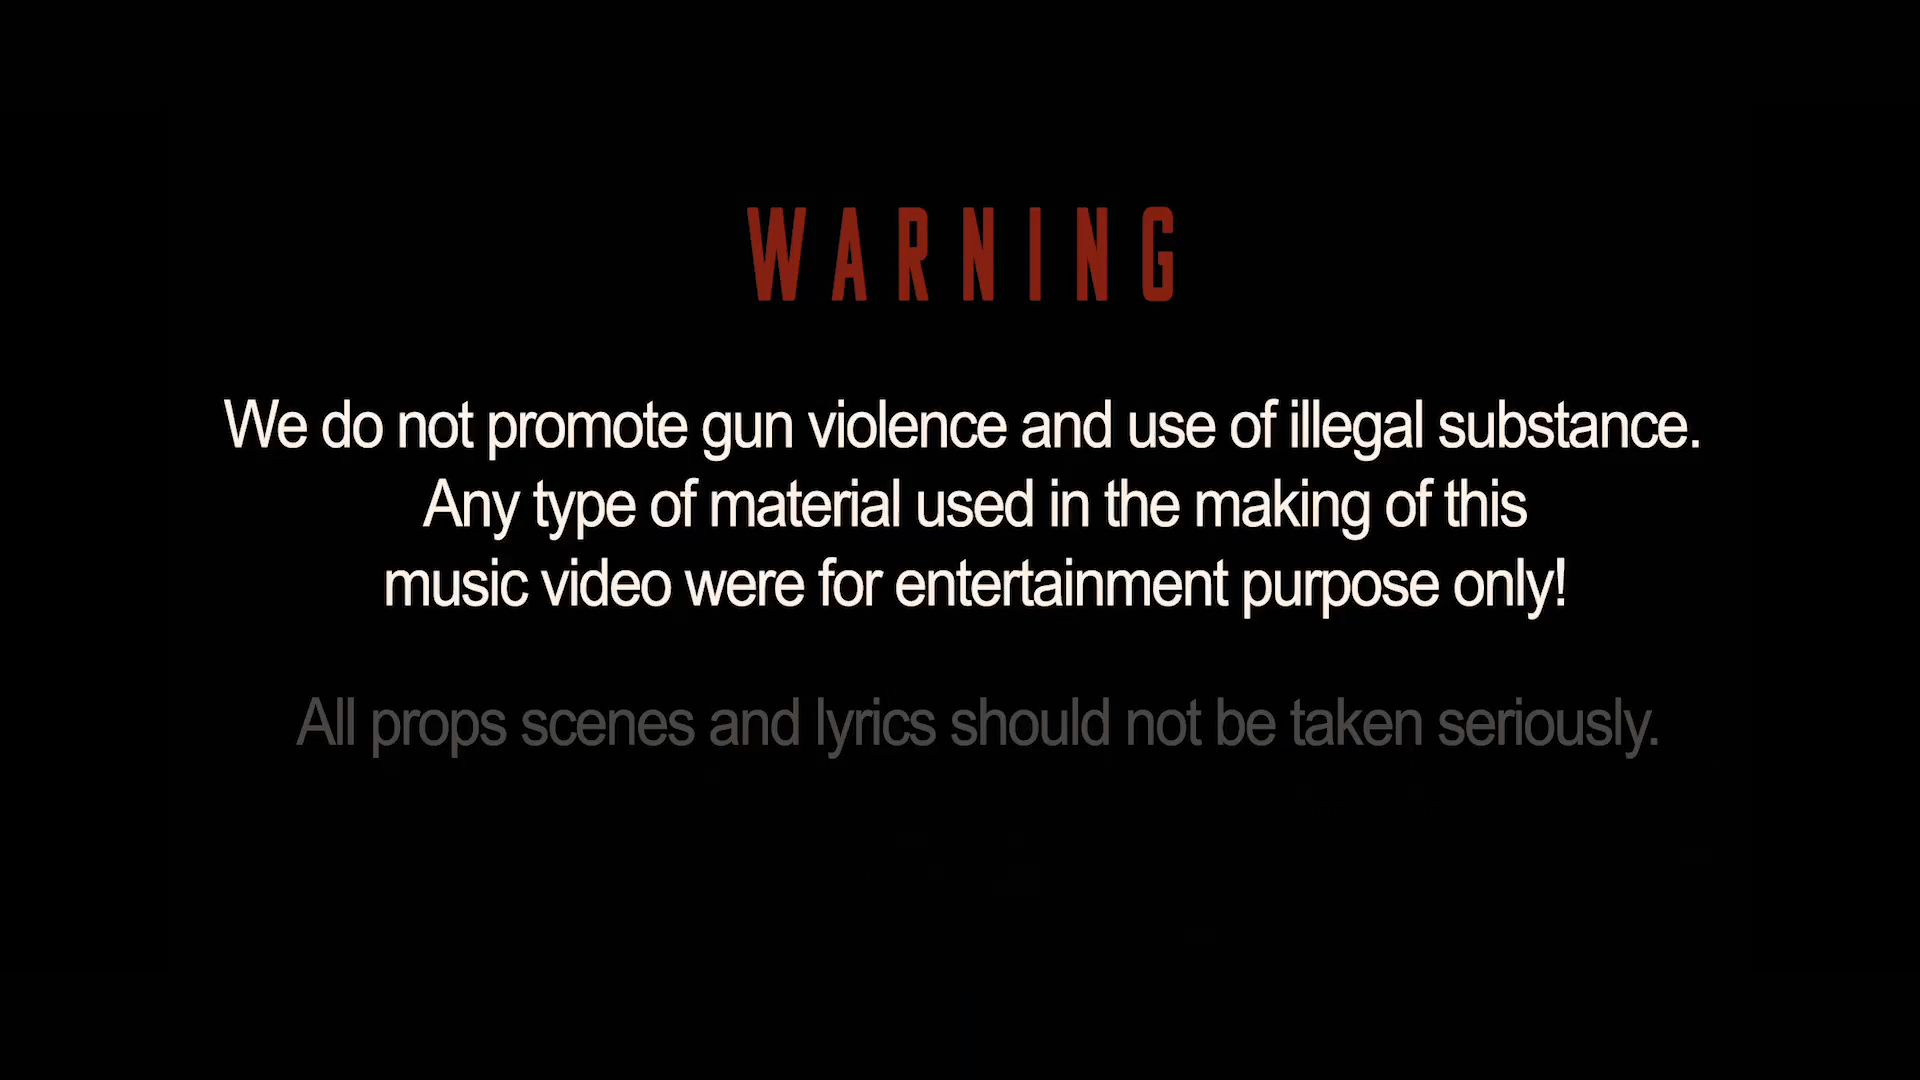 WARNING
We do not promote gun violence and use of illegal substance.
Any type of material used in the making of this
music video were for entertainment purpose only!
All props scenes and lyrics should not be taken seriously.